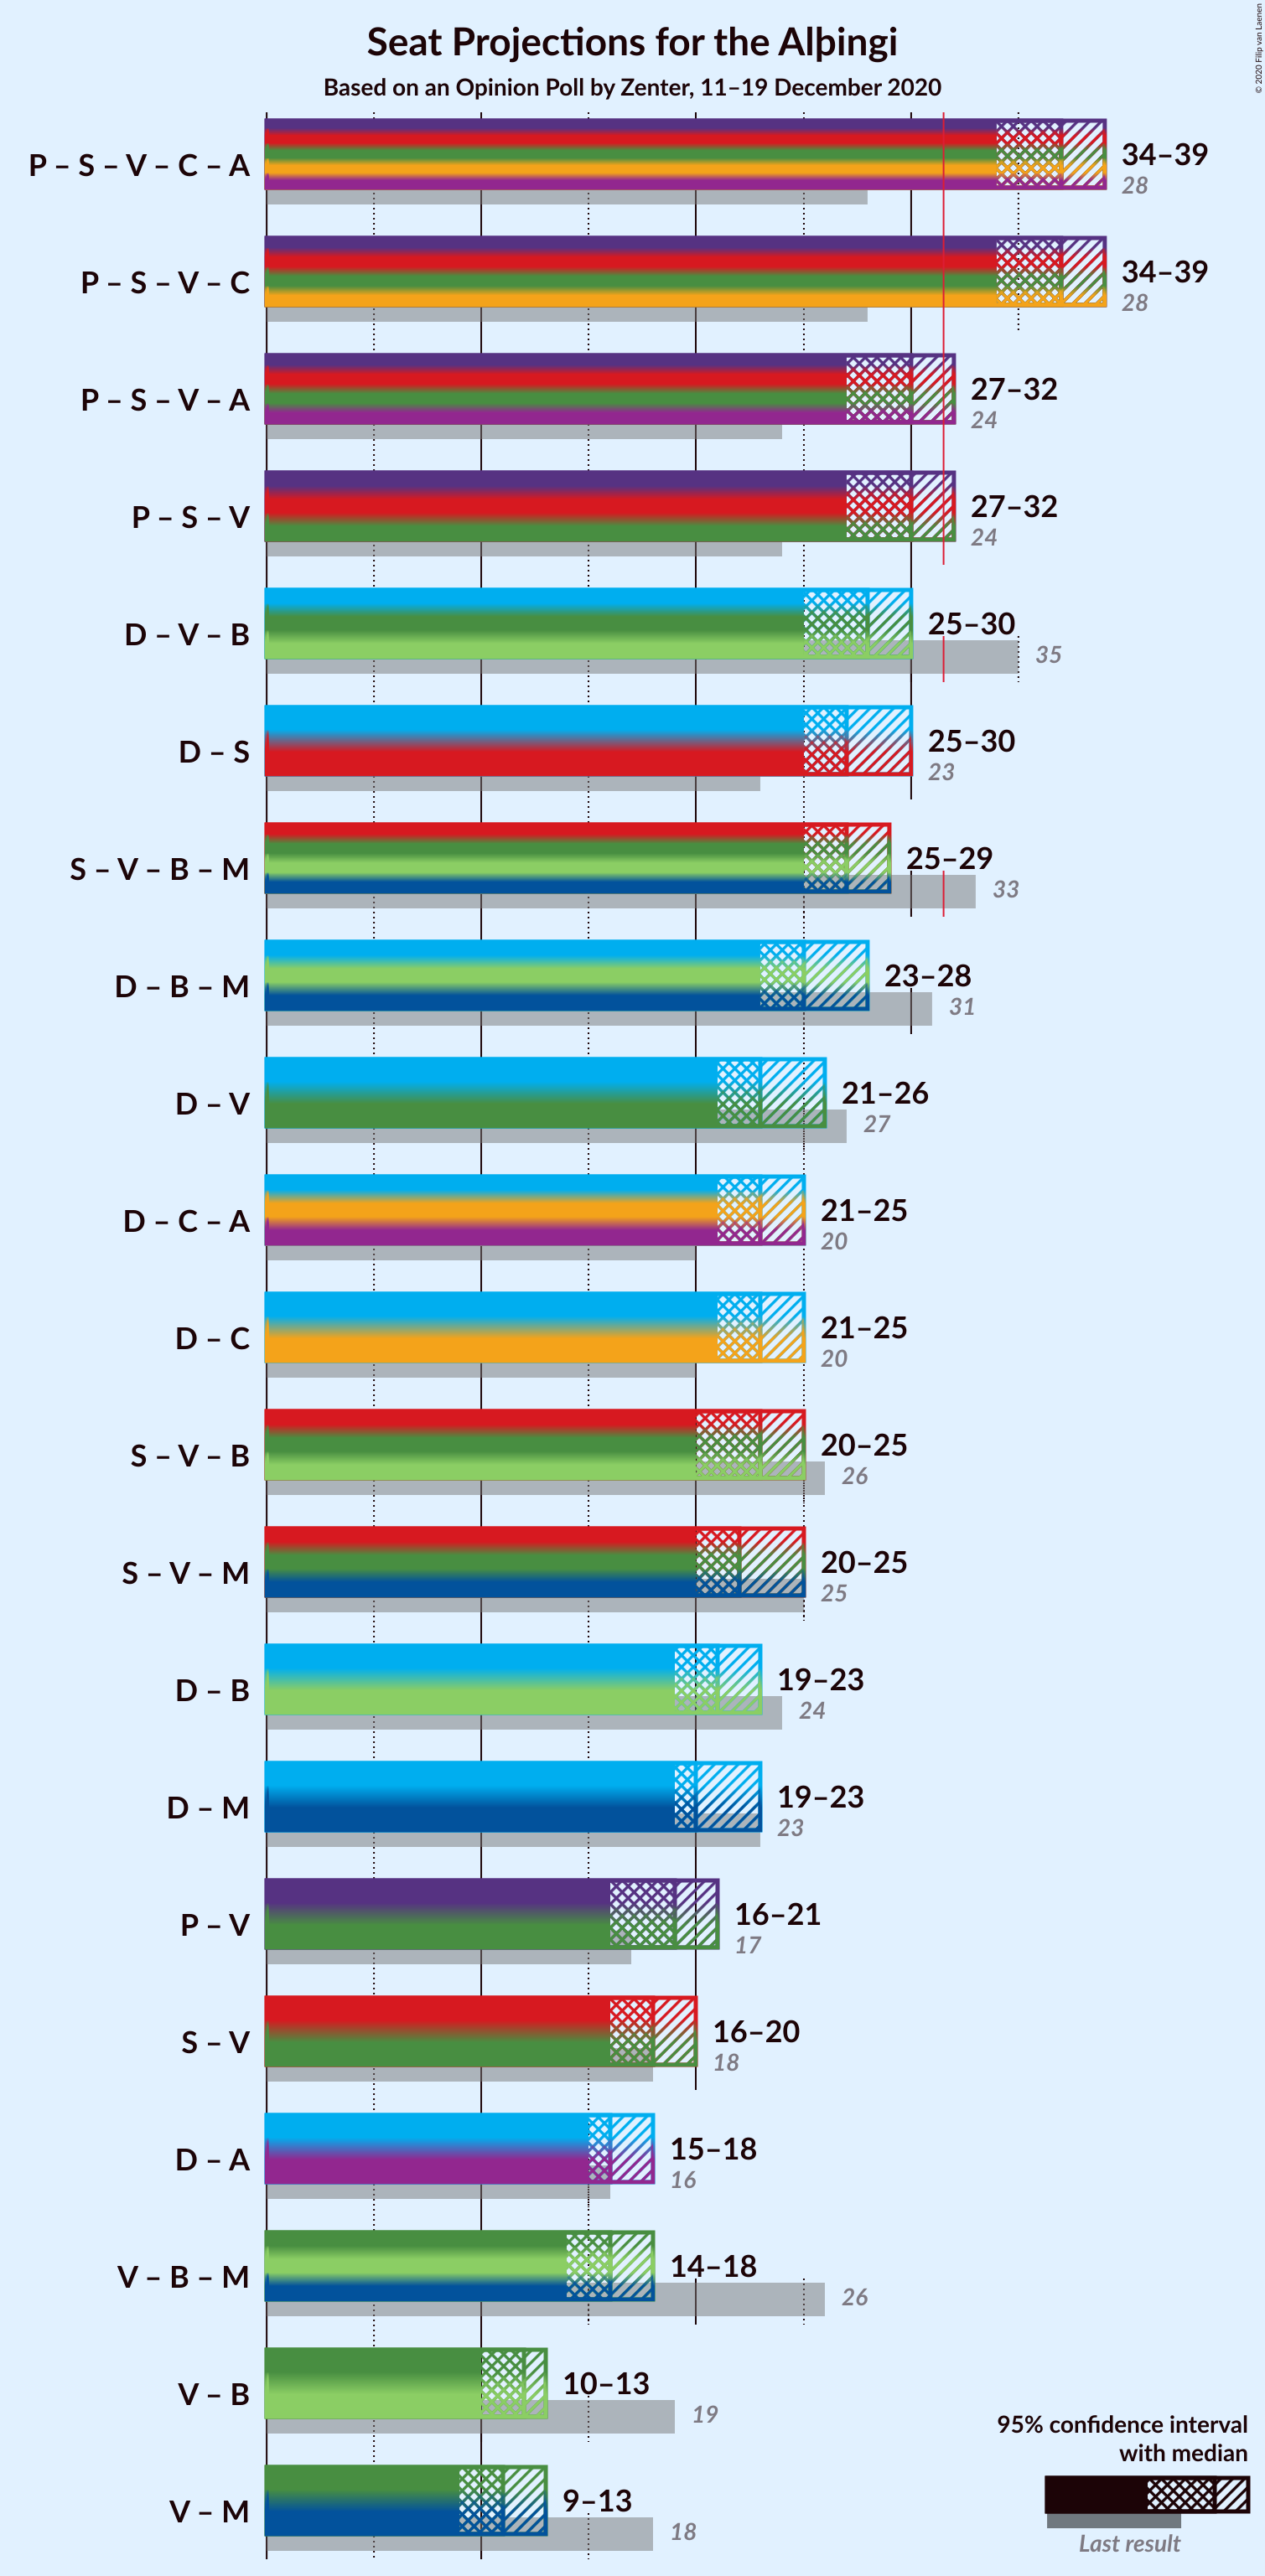 Seat Projections for the Alþingi
Based on an Opinion Poll by Zenter, 11–19 December 2020
© 2020 Filip van Laenen
P – S – V – C – A
34–39
28
P – S – V – C
34–39
28
P – S – V – A
27–32
24
P – S – V
27–32
24
D – V – B
25–30
35
D – S
25–30
23
S – V – B – M
25–29
33
D – B – M
23–28
31
D – V
21–26
27
D – C – A
21–25
20
D – C
21–25
20
S – V – B
20–25
26
S – V – M
20–25
25
D – B
19–23
24
D – M
19–23
23
P – V
16–21
17
S – V
16–20
18
D – A
15–18
16
V – B – M
14–18
26
V – B
10–13
19
V – M
9–13
18
95% confidence interval
with median
Last result